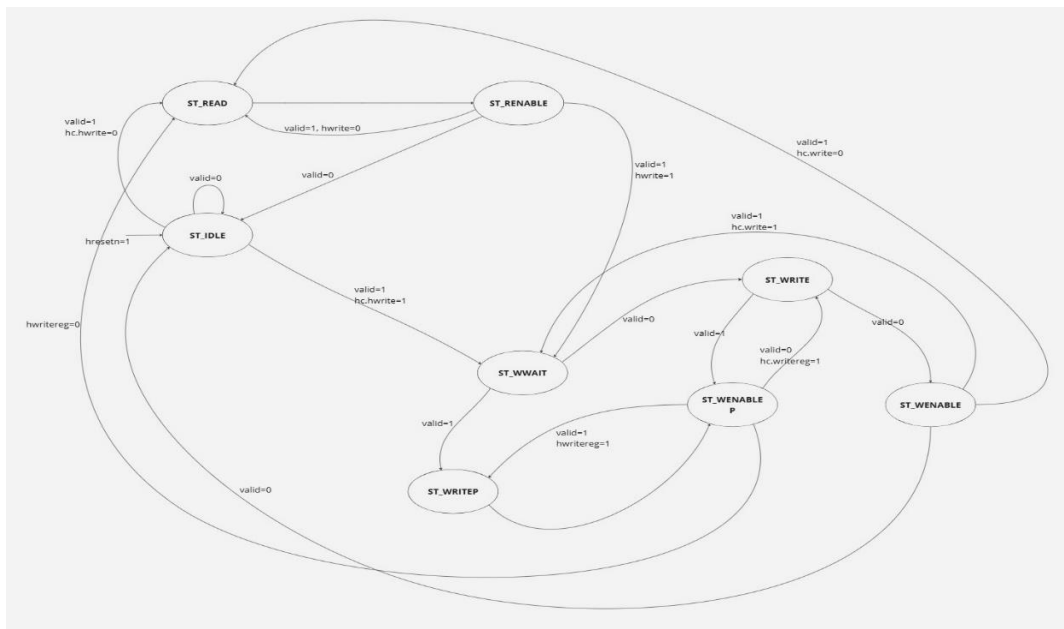 ST_READ
ST_RENABLE
valid=1
hc.hwrite=0
valid=1, hwrite=0
valid=1
hc.write=0
valid=0
valid=0
valid=1
hwrite=1
ST_IDLE
hresetn=1
valid=1
hc.write=1
ST_WRITE
valid=1
hc.hwrite=1
hwritereg=0
valid=0
valid=0
valid=1
valid=0
hc.writereg=1
ST_WWAIT
ST_WENABLE
P
ST_WENABLE
valid=1
valid=1
hwritereg=1
ST_WRITEP
valid=0